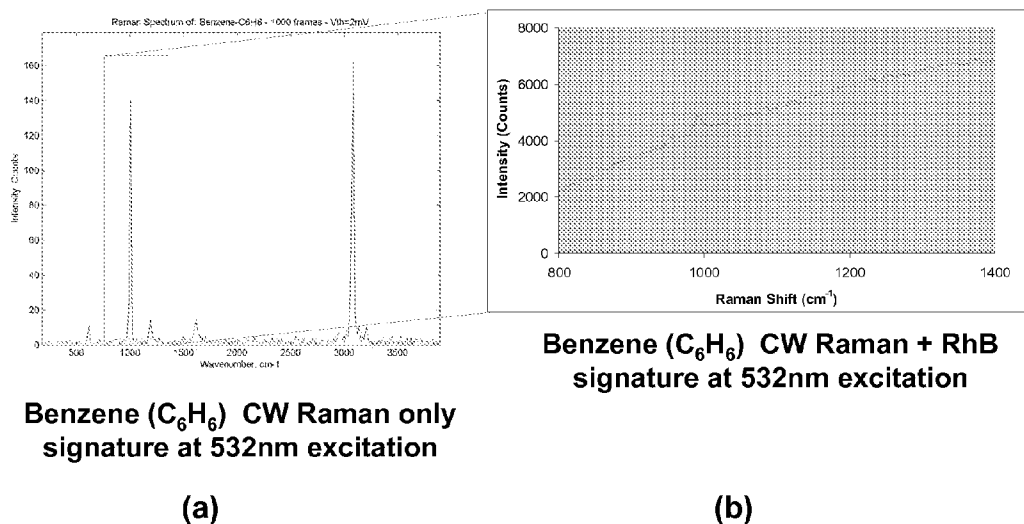 Raman Spectrum of: Benzene-C6H6 - 1000 frames - Vth=2mV
Intensity, Counts
160
140
120
100
80
60
40
20
0
500 1000 1500 2000 2500 3000 3500
Wavenumber, cm-1
Benzene (C6H6) CW Raman only
signature at 532nm excitation
(a)
Intensity (Counts)
8000
6000
4000
2000
0
800 1000 1200 1400
Raman Shift (cm-1)
Benzene (C6H6) CW Raman + RhB
signature at 532nm excitation
(b)